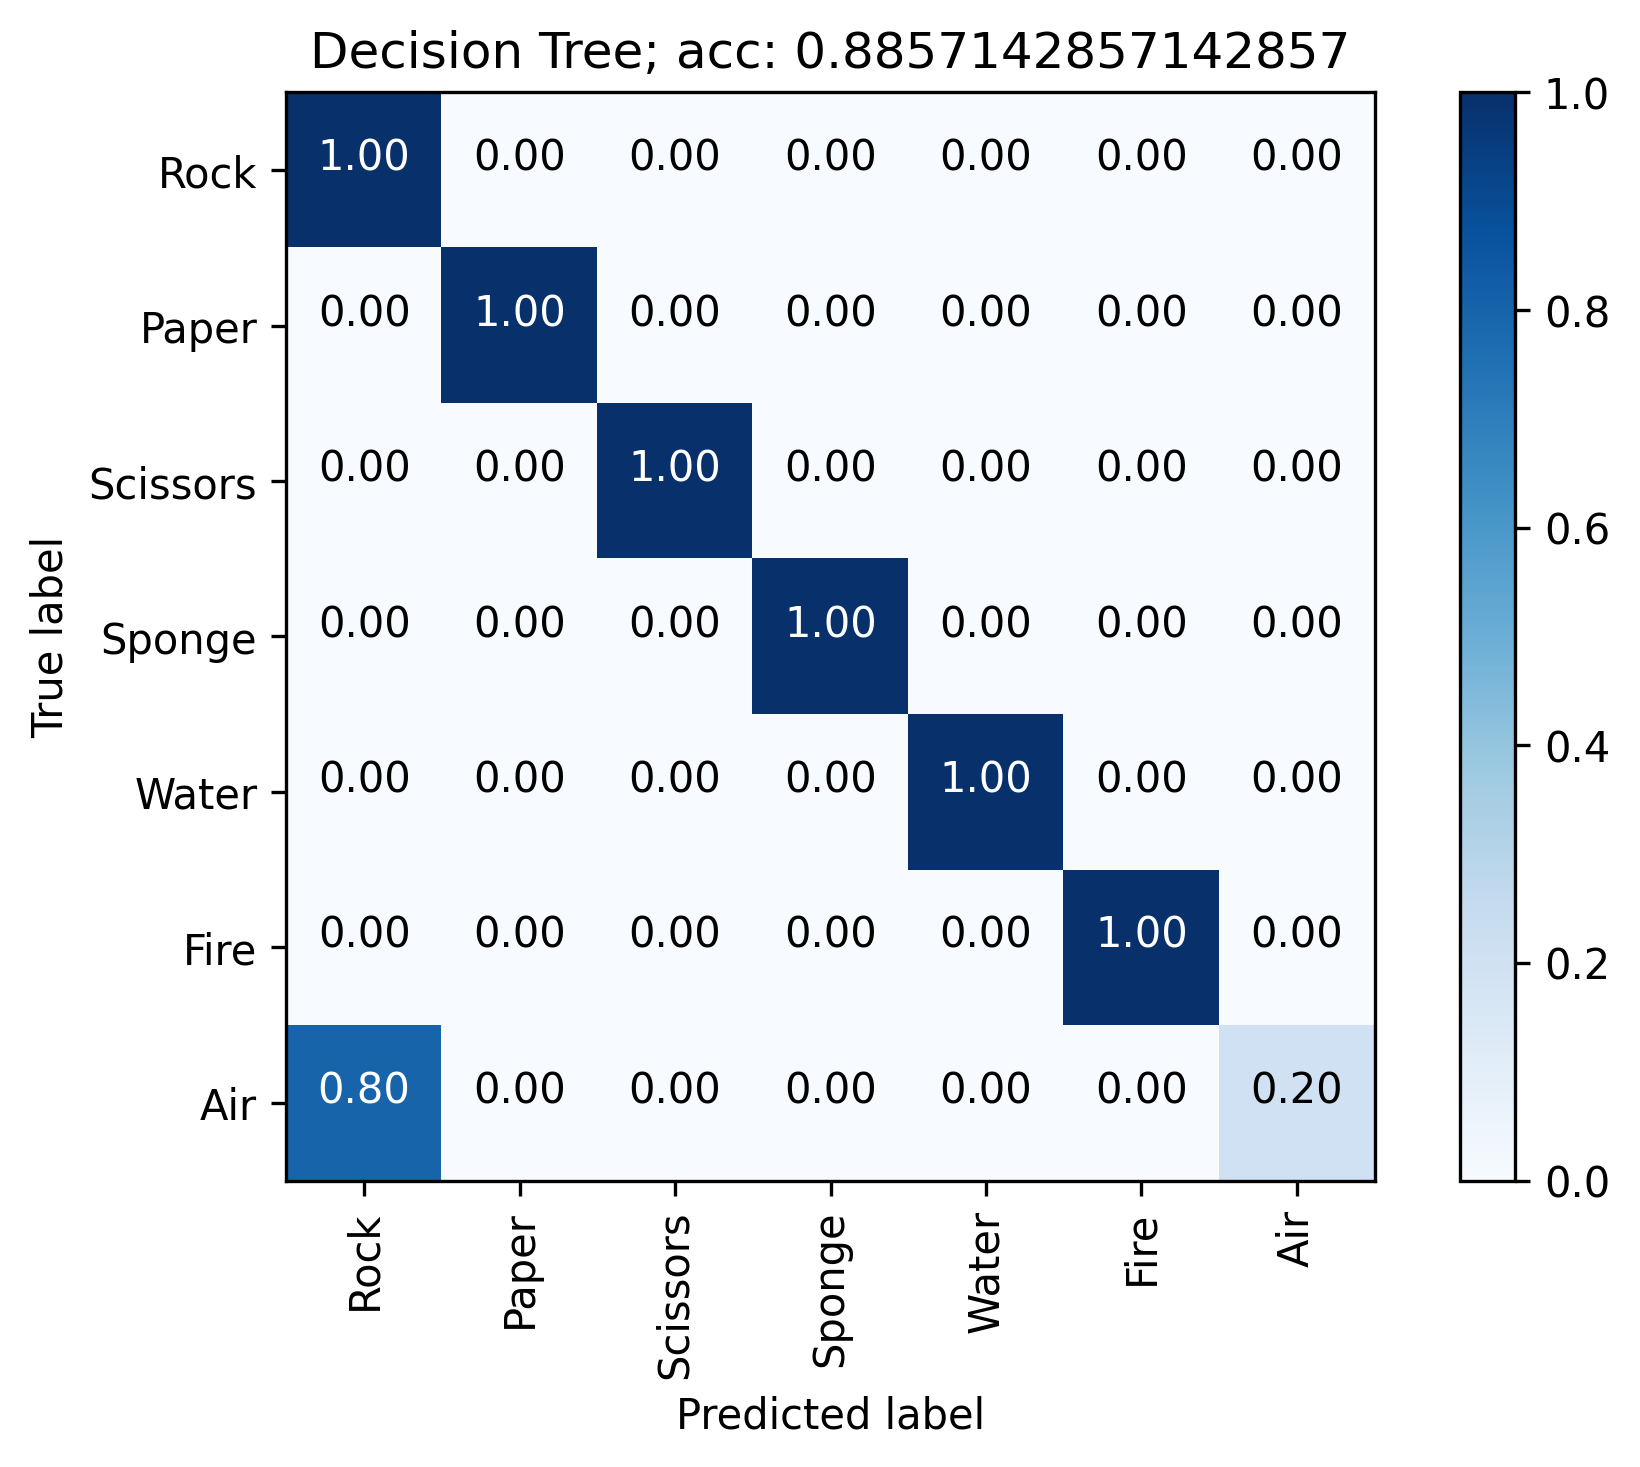 Decision Tree; acc: 0.8857142857142857
Rock 1.00 0.00 0.00 0.00 0.00 0.00 0.00
Paper 0.00 1.00 0.00 0.00 0.00 0.00 0.00
Scissors 0.00 0.00 1.00 0.00 0.00 0.00 0.00
Sponge 0.00 0.00 0.00 1.00 0.00 0.00 0.00
Water 0.00 0.00 0.00 0.00 1.00 0.00 0.00
Fire 0.00 0.00 0.00 0.00 0.00 1.00 0.00
Air 0.80 0.00 0.00 0.00 0.00 0.00 0.20
True label
Rock Paper Scissors Sponge Water Fire Air
Predicted label
1.0
0.8
0.6
0.4
0.2
0.0